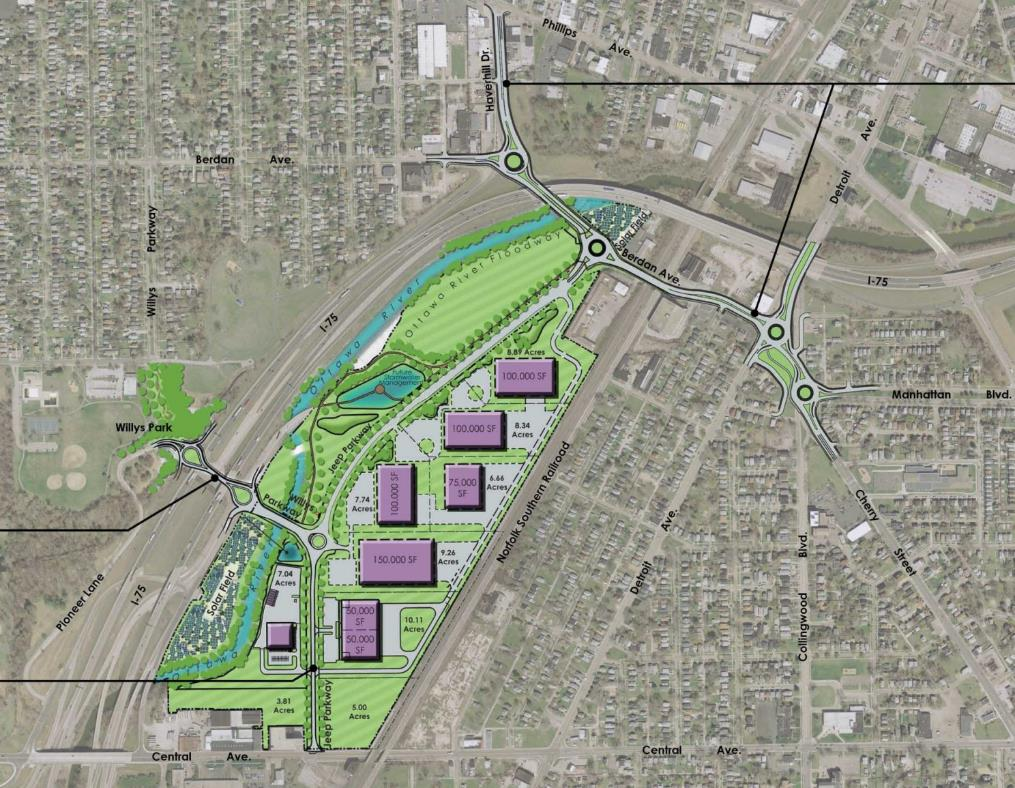 Phillips Ave.
Haverhill Dr.
Berdan Ave.
Detroit Ave.
Willys Parkway
Solar Field
Ottawa River Floodway
Berdan Ave.
I-75
I-75
Ottawa River
8.89 Acres
100.000 SF
Future
Stormwater
Management
Manhattan Blvd.
Willys Park
Jeep Parkway
100.000 SF
8.34
Acres
75.000
SF
6.66
Acres
100.000 SF
7.74
Acres
Willys
Parkway
Norfolk Southern Railroad
Cherry Street
150.000 SF
9.26
Acres
Pioneer Lane
I-75
Solar Field
River
7.04
Acres
Detroit Ave.
Collingwood Blvd.
50.000
SF
50.000
SF
10.11
Acres
Ottawa
3.81
Acres
5.00
Acres
Jeep Parkway
Central Ave.
Central Ave.